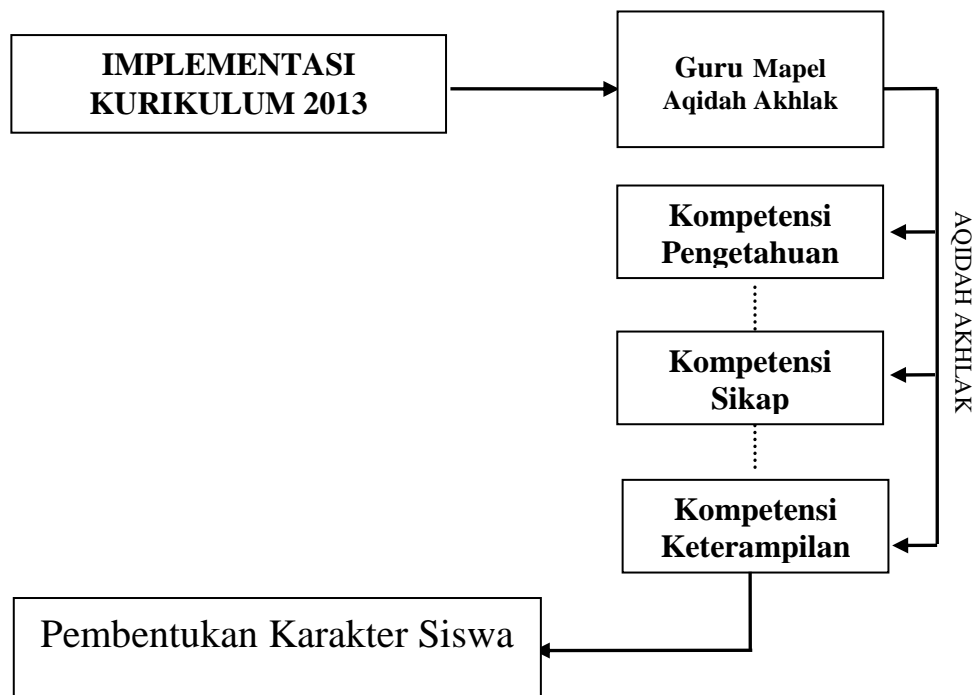 IMPLEMENTASI
KURIKULUM 2013
Guru Mapel
Aqidah Akhlak
Kompetensi
Pengetahuan
AQIDAH AKHLAK
Kompetensi
Sikap
Kompetensi
Keterampilan
Pembentukan Karakter Siswa